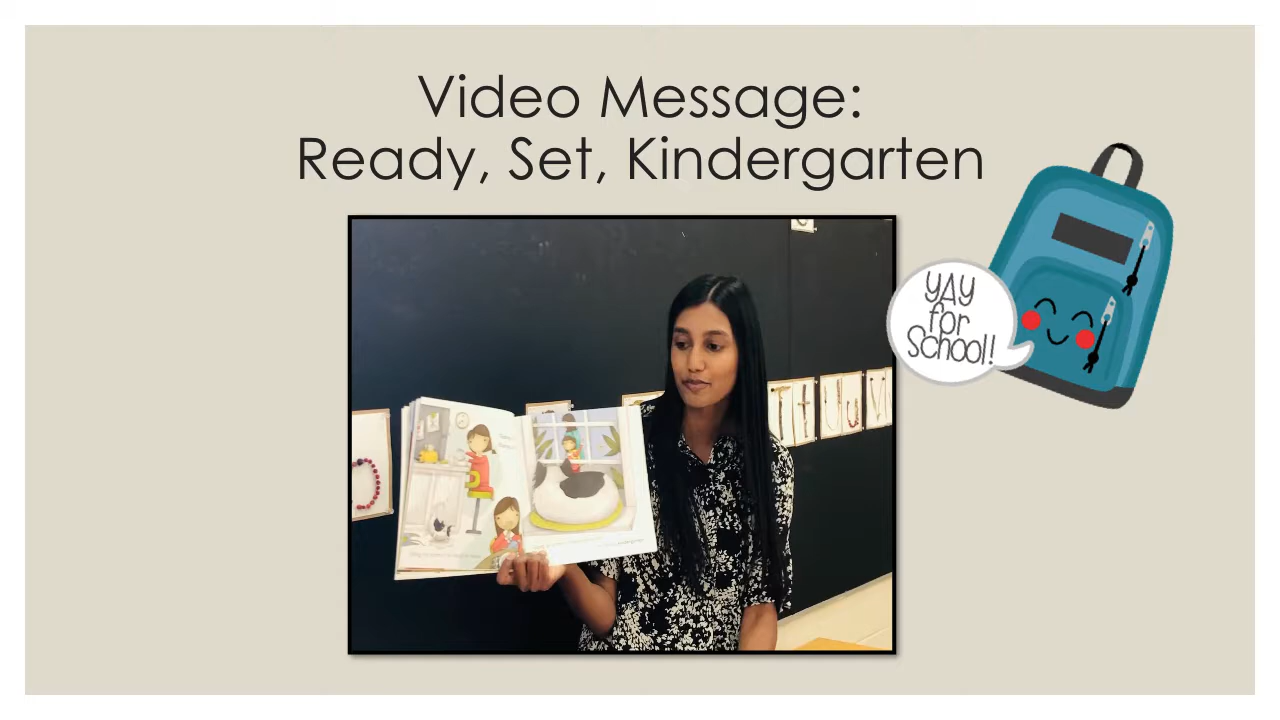 Video Message:
Ready, Set, Kindergarten
yAy
for
School!
T t U u V